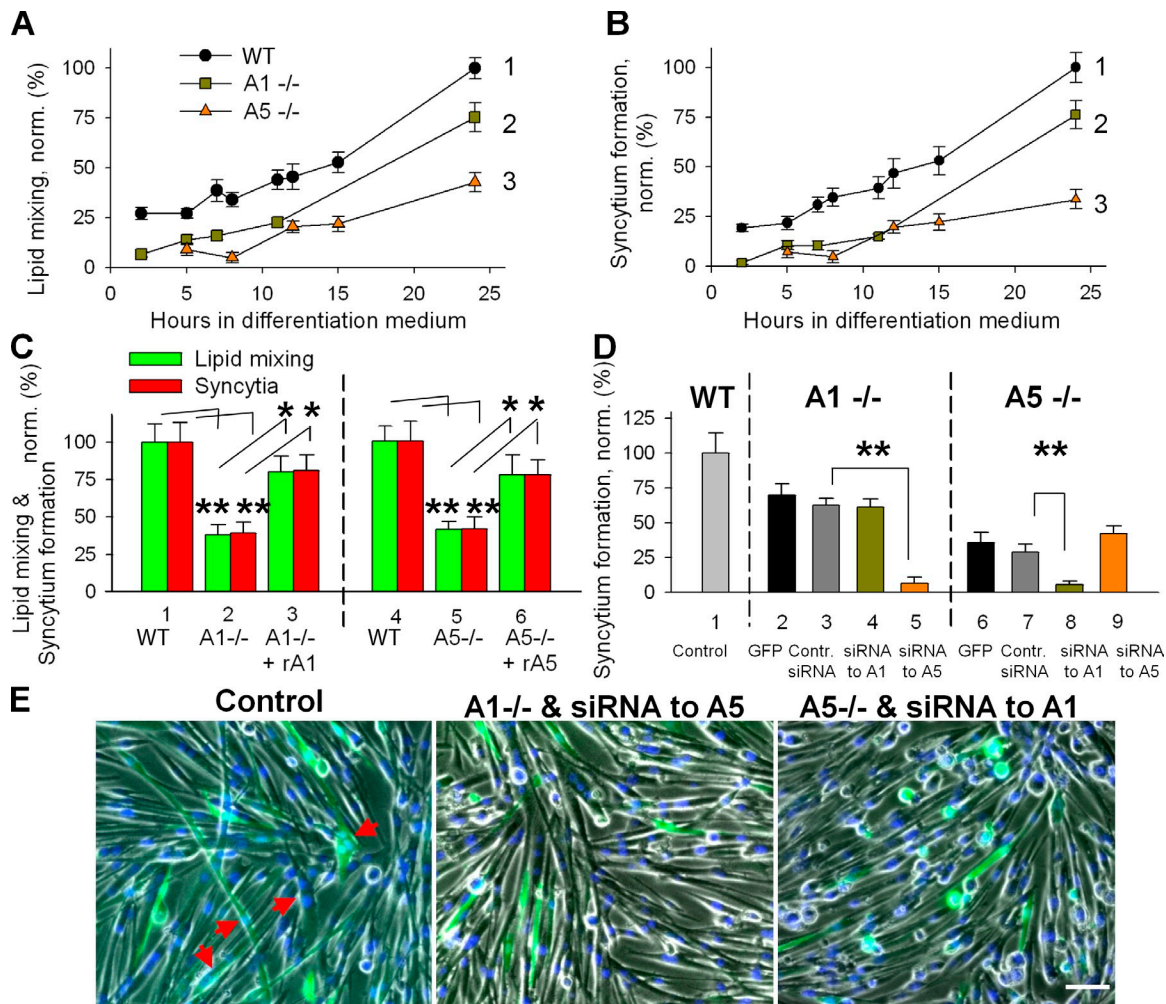 A
B
WT
A1 -/-
A5 -/-
Lipid mixing, norm. (%)
100
75
50
25
0
1
2
3
0 5 10 15 20 25
Hours in differentiation medium
Syncytium formation,
norm. (%)
100
75
50
25
0
1
2
3
0 5 10 15 20 25
Hours in differentiation medium
C
Lipid mixing
Syncytia
Lipid mixing & norm. (%)
Syncytium formation
100
75
50
25
0
* *
* *
** **
** **
1 2 3 4 5 6
WT A1-/- A1-/- WT A5-/- A5-/-
+ rA1 + rA5
D
Syncytium formation, norm. (%)
WT A1 -/- A5 -/-
** **
125
100
75
50
25
0
1 2 3 4 5 6 7 8 9
Control GFP Contr. siRNA siRNA GFP Contr. siRNA siRNA
siRNA to A1 to A5 siRNA to A1 to A5
E
Control A1-/- & siRNA to A5 A5-/- & siRNA to A1